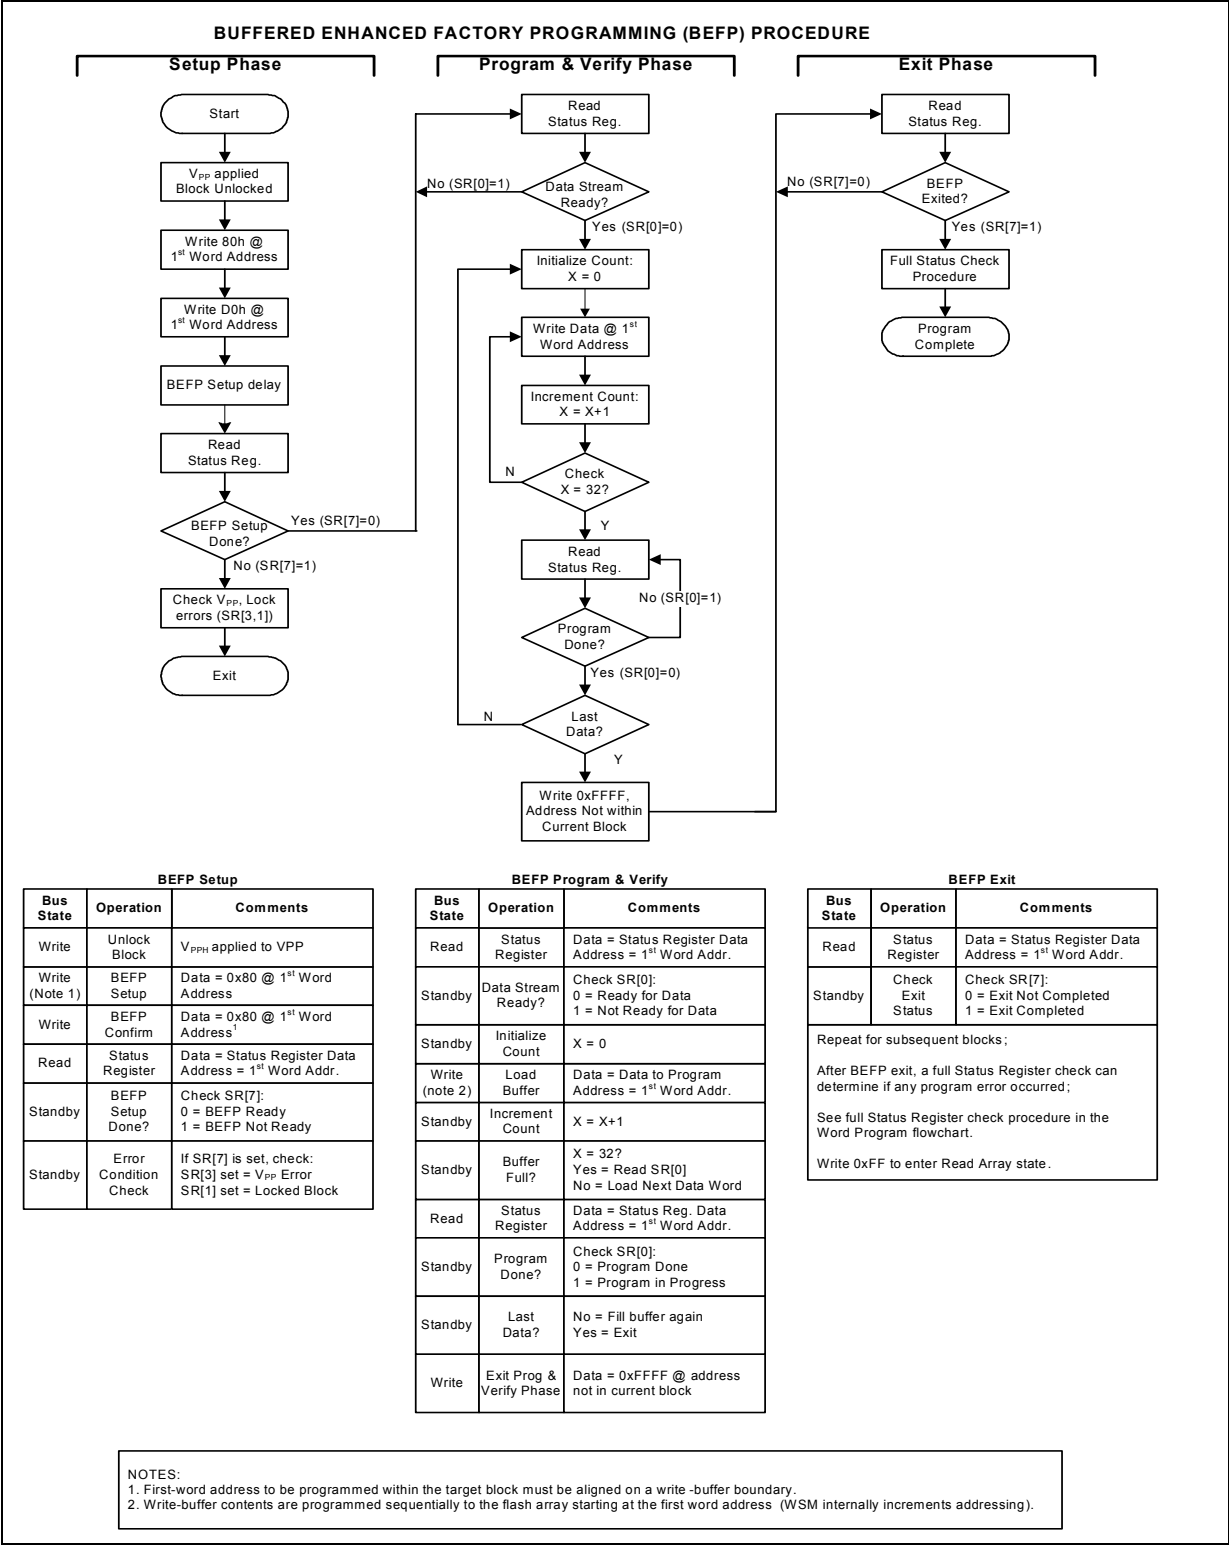 BUFFERED ENHANCED FACTORY PROGRAMMING (BEFP) PROCEDURE
Setup Phase
Start
VPP applied
Block Unlocked
Write 80h @
1st Word Address
Write D0h @
1st Word Address
BEFP Setup delay
Read
Status Reg.
BEFP Setup
Done?
Yes (SR[7]=0)
No (SR[7]=1)
Check VPP, Lock
errors (SR[3,1])
Exit
Program & Verify Phase
Read
Status Reg.
No (SR[0]=1)
Data Stream
Ready?
Yes (SR[0]=0)
Initialize Count:
X = 0
Write Data @ 1st
Word Address
Increment Count:
X = X+1
N
Check
X = 32?
Y
Read
Status Reg.
No (SR[0]=1)
Program
Done?
Yes (SR[0]=0)
N
Last
Data?
Y
Write 0xFFFF,
Address Not within
Current Block
Exit Phase
Read
Status Reg.
No (SR[7]=0)
BEFP
Exited?
Yes (SR[7]=1)
Full Status Check
Procedure
Program
Complete
BEFP Setup
Bus
State
Operation
Comments
Write
Unlock
Block
VPPH applied to VPP
Write
(Note 1)
BEFP
Setup
Data = 0x80 @ 1st Word
Address
Write
BEFP
Confirm
Data = 0x80 @ 1st Word
Address1
Read
Status
Register
Data = Status Register Data
Address = 1st Word Addr.
Standby
BEFP
Setup
Done?
Check SR[7]:
0 = BEFP Ready
1 = BEFP Not Ready
Standby
Error
Condition
Check
If SR[7] is set, check:
SR[3] set = VPP Error
SR[1] set = Locked Block
BEFP Program & Verify
Bus
State
Operation
Comments
Read
Status
Register
Data = Status Register Data
Address = 1st Word Addr.
Standby
Data Stream
Ready?
Check SR[0]:
0 = Ready for Data
1 = Not Ready for Data
Standby
Initialize
Count
X = 0
Write
(note 2)
Load
Buffer
Data = Data to Program
Address = 1st Word Addr.
Standby
Increment
Count
X = X+1
Standby
Buffer
Full?
X = 32?
Yes = Read SR[0]
No = Load Next Data Word
Read
Status
Register
Data = Status Reg. Data
Address = 1st Word Addr.
Standby
Program
Done?
Check SR[0]:
0 = Program Done
1 = Program in Progress
Standby
Last
Data?
No = Fill buffer again
Yes = Exit
Write
Exit Prog &
Verify Phase
Data = 0xFFFF @ address
not in current block
BEFP Exit
Bus
State
Operation
Comments
Read
Status
Register
Data = Status Register Data
Address = 1st Word Addr.
Standby
Check
Exit
Status
Check SR[7]:
0 = Exit Not Completed
1 = Exit Completed
Repeat for subsequent blocks;
After BEFP exit, a full Status Register check can
determine if any program error occurred;
See full Status Register check procedure in the
Word Program flowchart.
Write 0xFF to enter Read Array state.
NOTES:
1. First-word address to be programmed within the target block must be aligned on a write -buffer boundary.
2. Write-buffer contents are programmed sequentially to the flash array starting at the first word address (WSM internally increments addressing).